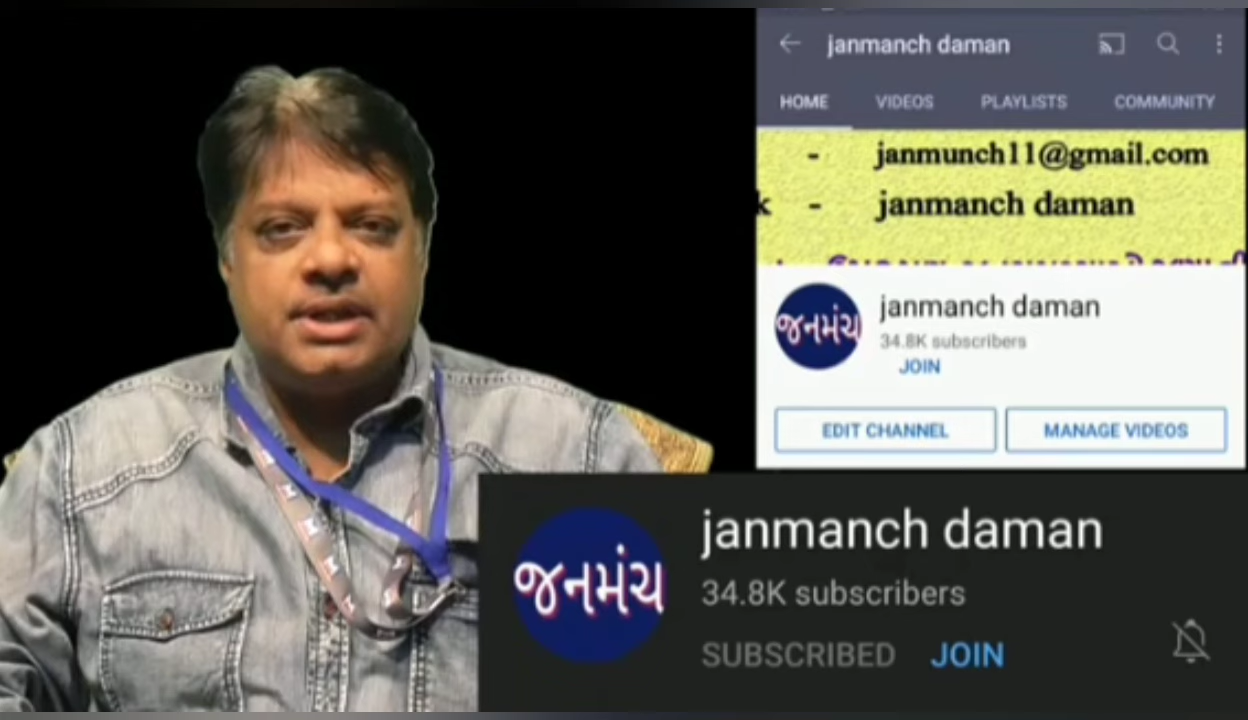 janmanch daman
HOME VIDEOS PLAYLISTS COMMUNITY
- janmunch11@gmail.com
k - janmanch daman
જનમંચ
janmanch daman
34.8K subscribers
JOIN
EDIT CHANNEL MANAGE VIDEOS
જનમંચ
janmanch daman
34.8K subscribers
SUBSCRIBED JOIN